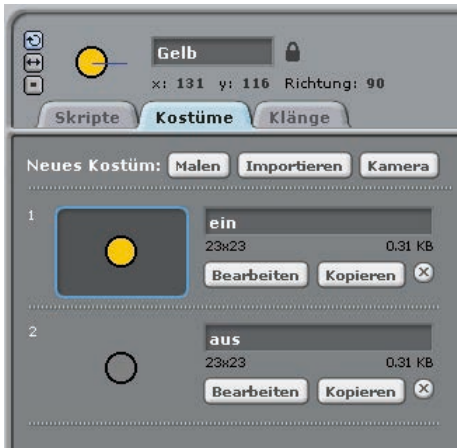 Gelb
x: 131 y: 116 Richtung: 90
Skripte Kostüme Klänge
Neues Kostüm: Malen Importieren Kamera
1
ein
23x23 0.31 KB
Bearbeiten Kopieren
2
aus
23x23 0.31 KB
Bearbeiten Kopieren